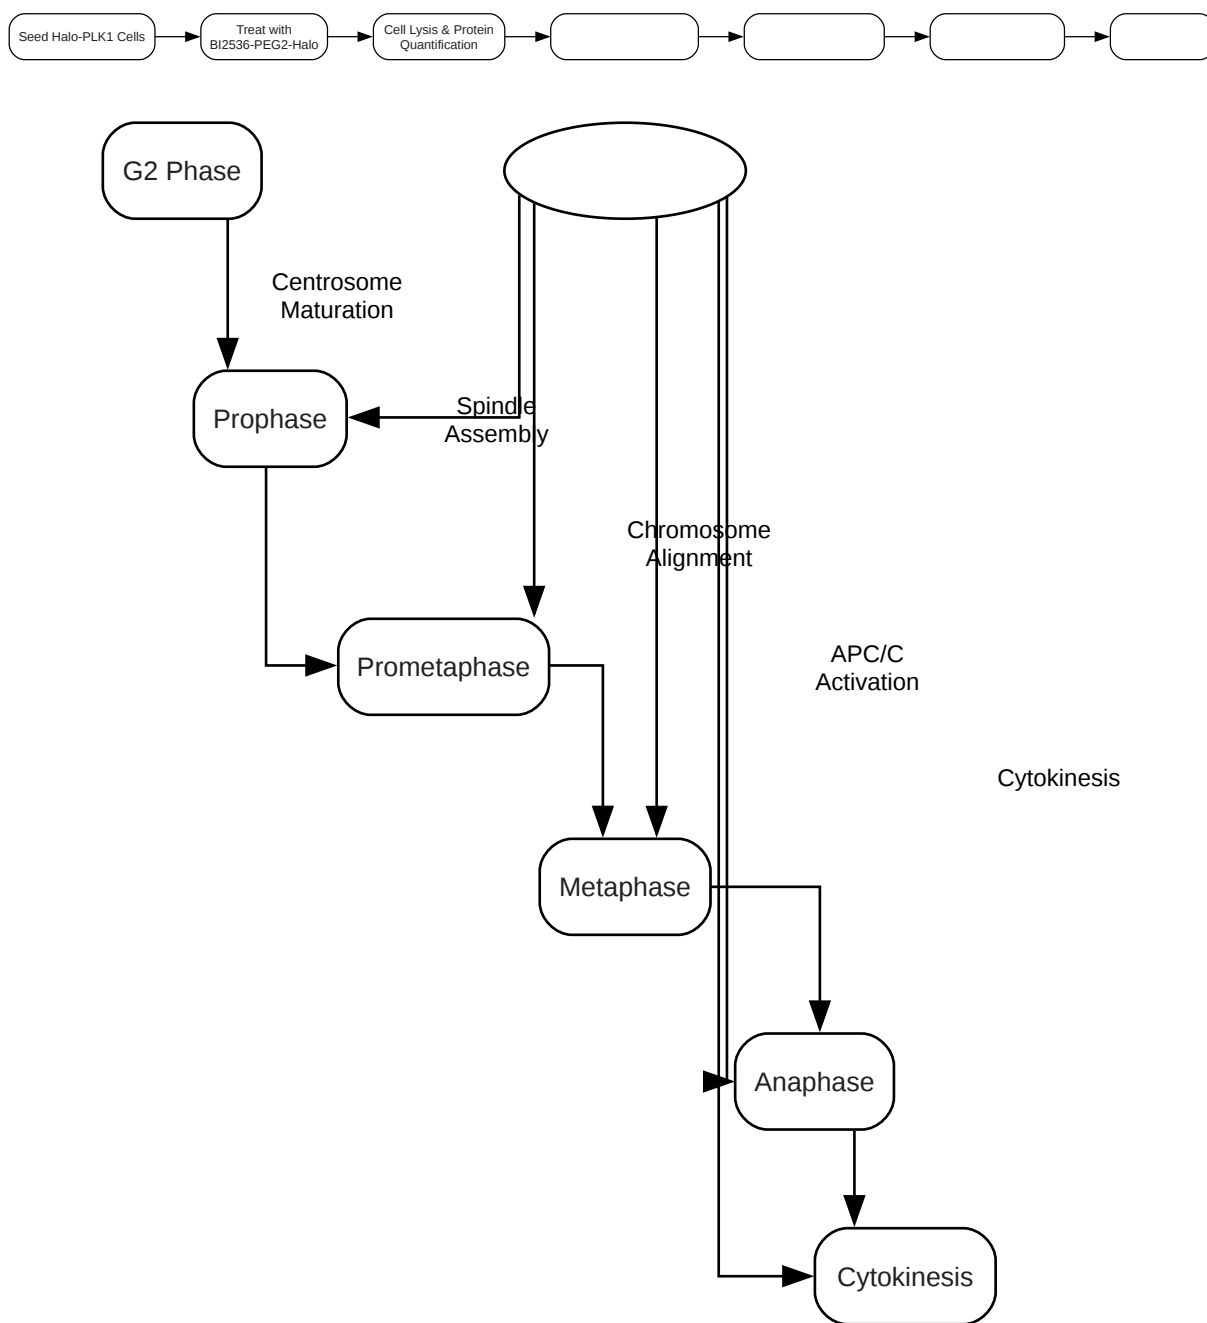 Seed Halo-PLK1 Cells
Treat with
BI2536-PEG2-Halo
Cell Lysis & Protein
Quantification
G2 Phase
Centrosome
Maturation
Prophase
Spindle
Assembly
Chromosome
Alignment
Prometaphase
APC/C
Activation
Cytokinesis
Metaphase
Anaphase
Cytokinesis